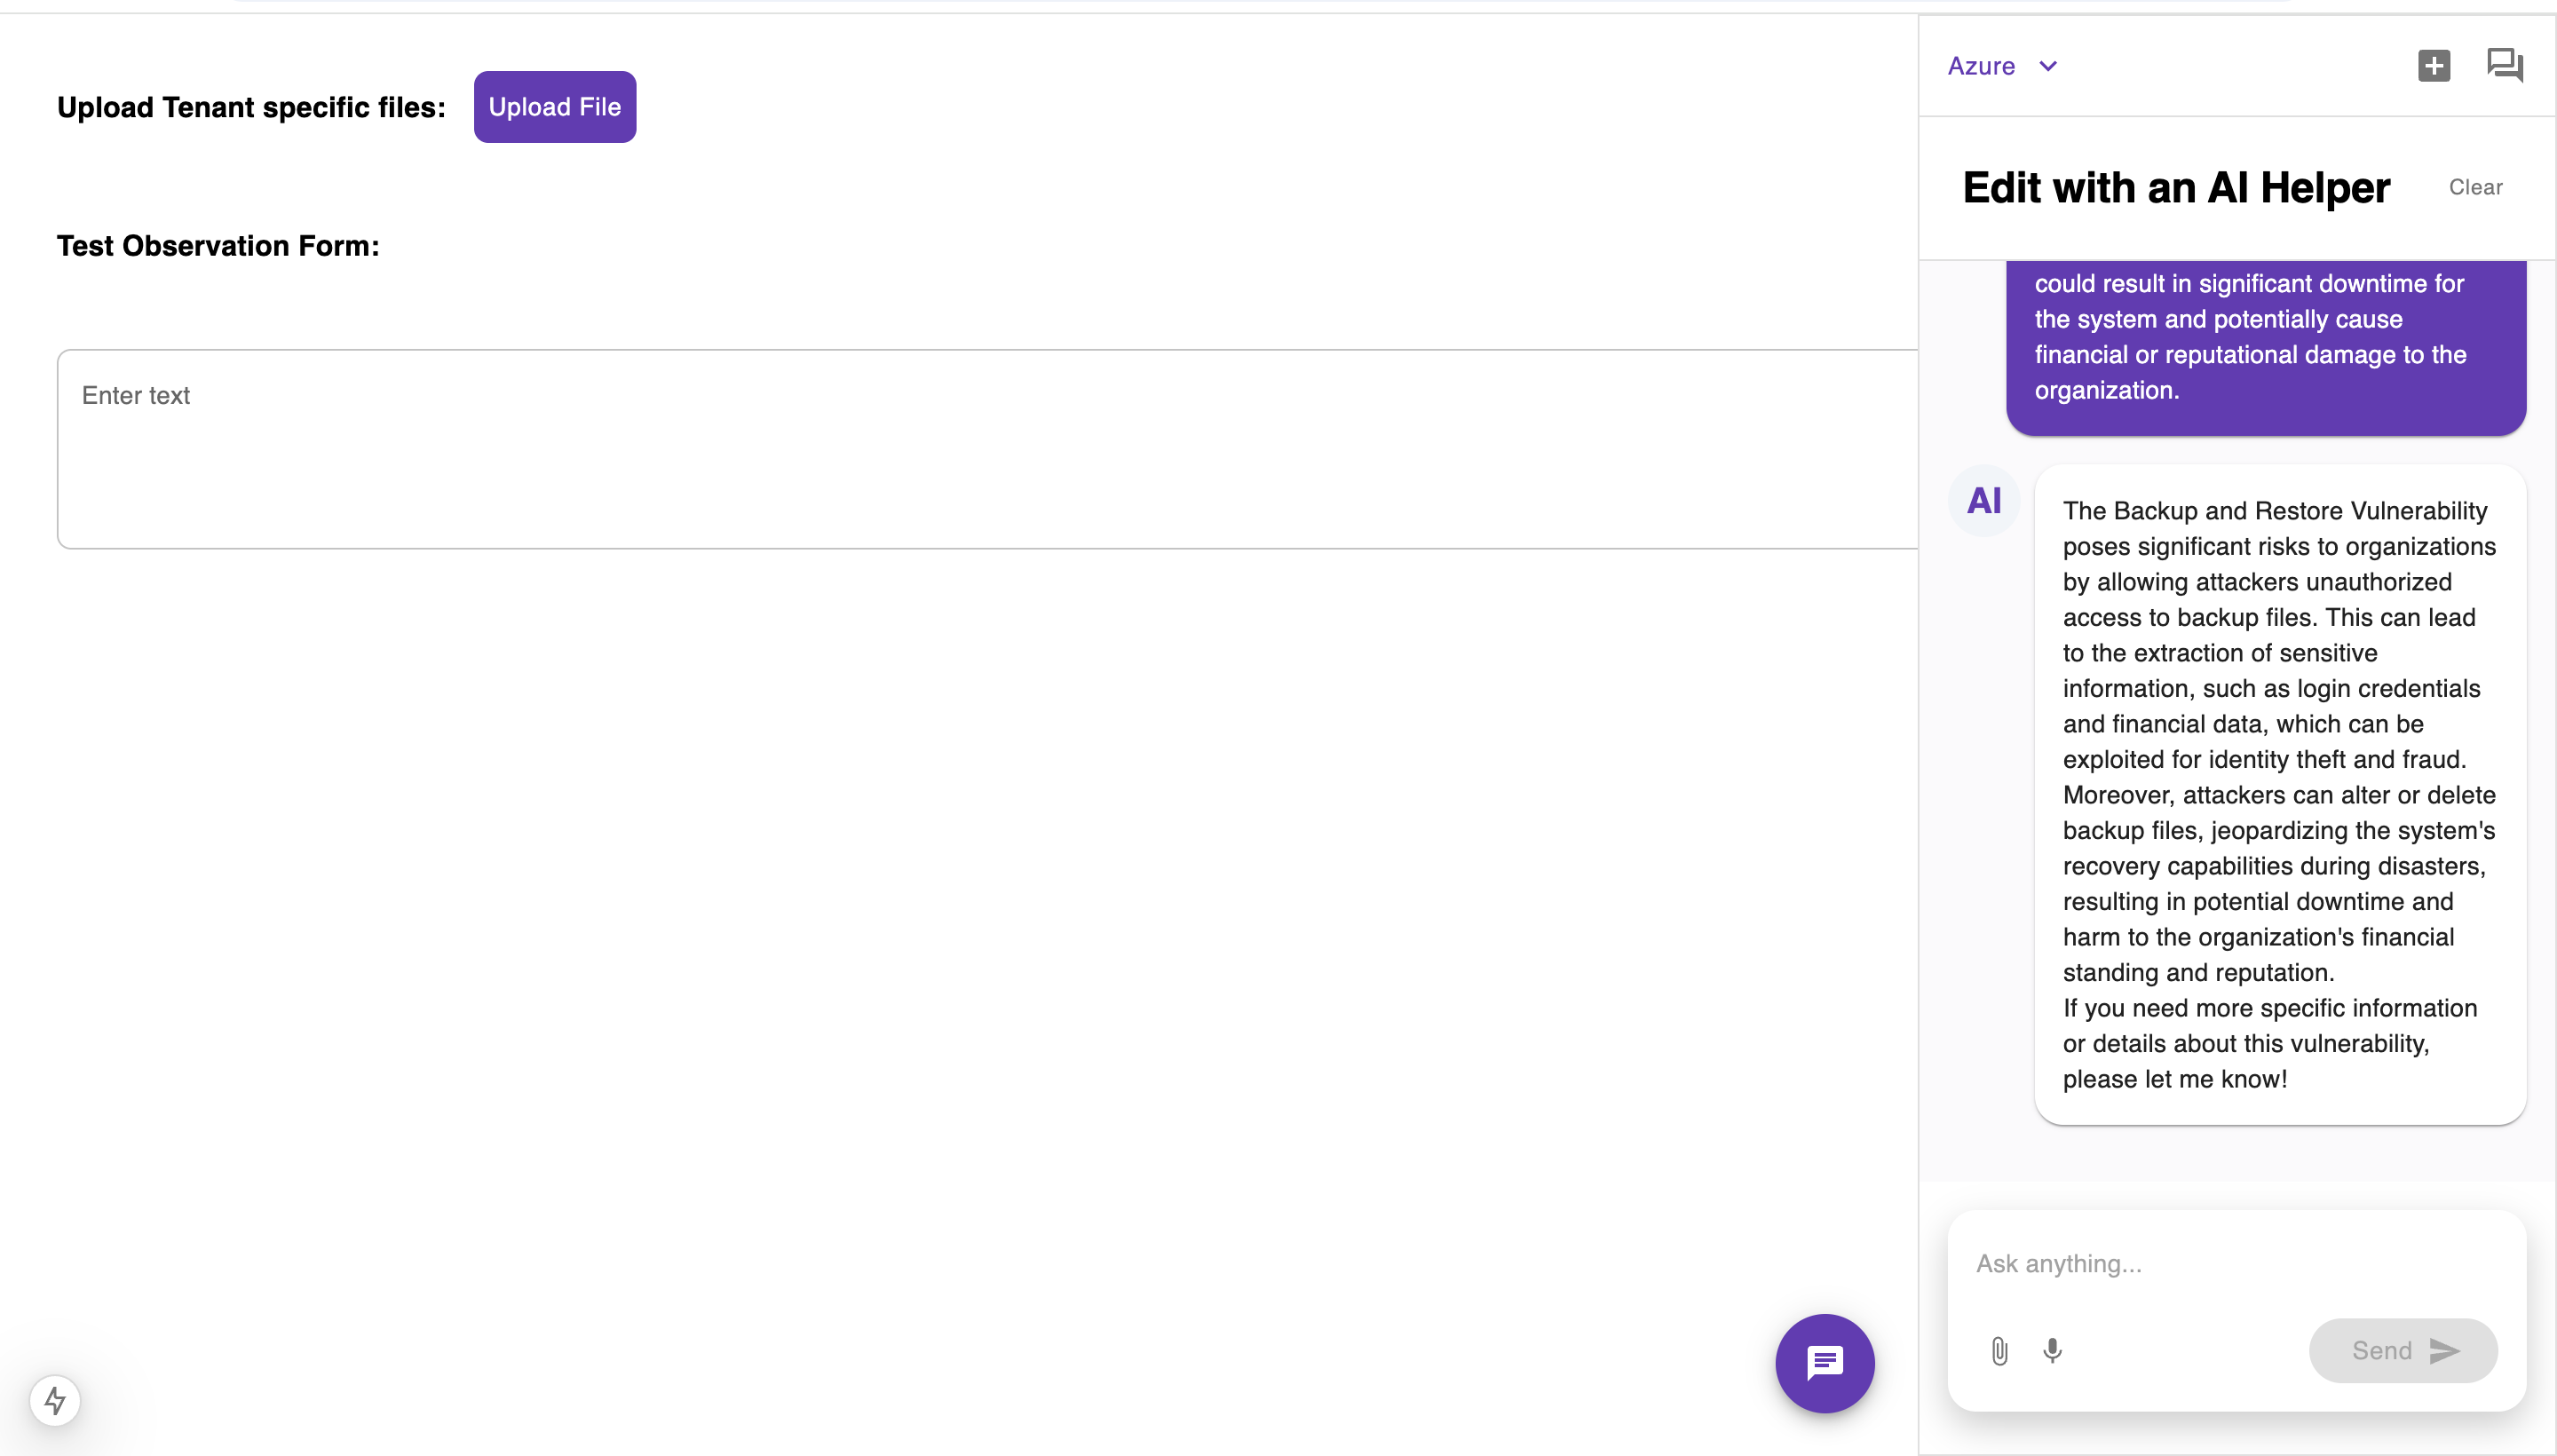 Upload Tenant specific files:
Upload File
Test Observation Form:
Enter text
Azure
Edit with an AI Helper
Clear
could result in significant downtime for
the system and potentially cause
financial or reputational damage to the
organization.
AI
The Backup and Restore Vulnerability
poses significant risks to organizations
by allowing attackers unauthorized
access to backup files. This can lead
to the extraction of sensitive
information, such as login credentials
and financial data, which can be
exploited for identity theft and fraud.
Moreover, attackers can alter or delete
backup files, jeopardizing the system's
recovery capabilities during disasters,
resulting in potential downtime and
harm to the organization's financial
standing and reputation.
If you need more specific information
or details about this vulnerability,
please let me know!
Ask anything...
Send